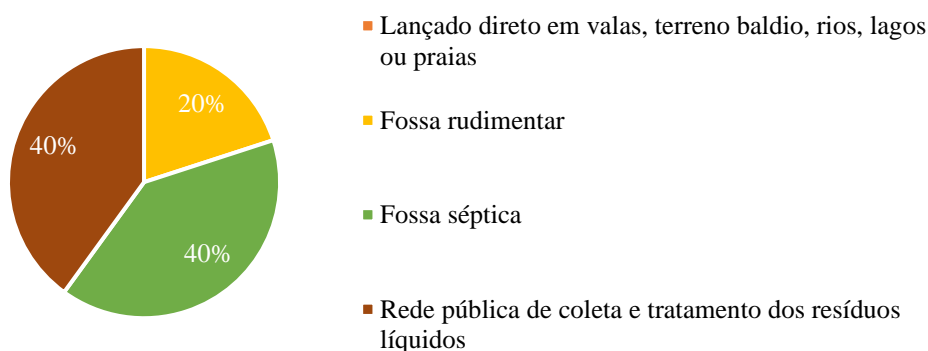 20%
40%
40%
Lançado direto em valas, terreno baldio, rios, lagos
ou praias
Fossa rudimentar
Fossa séptica
Rede pública de coleta e tratamento dos resíduos
líquidos